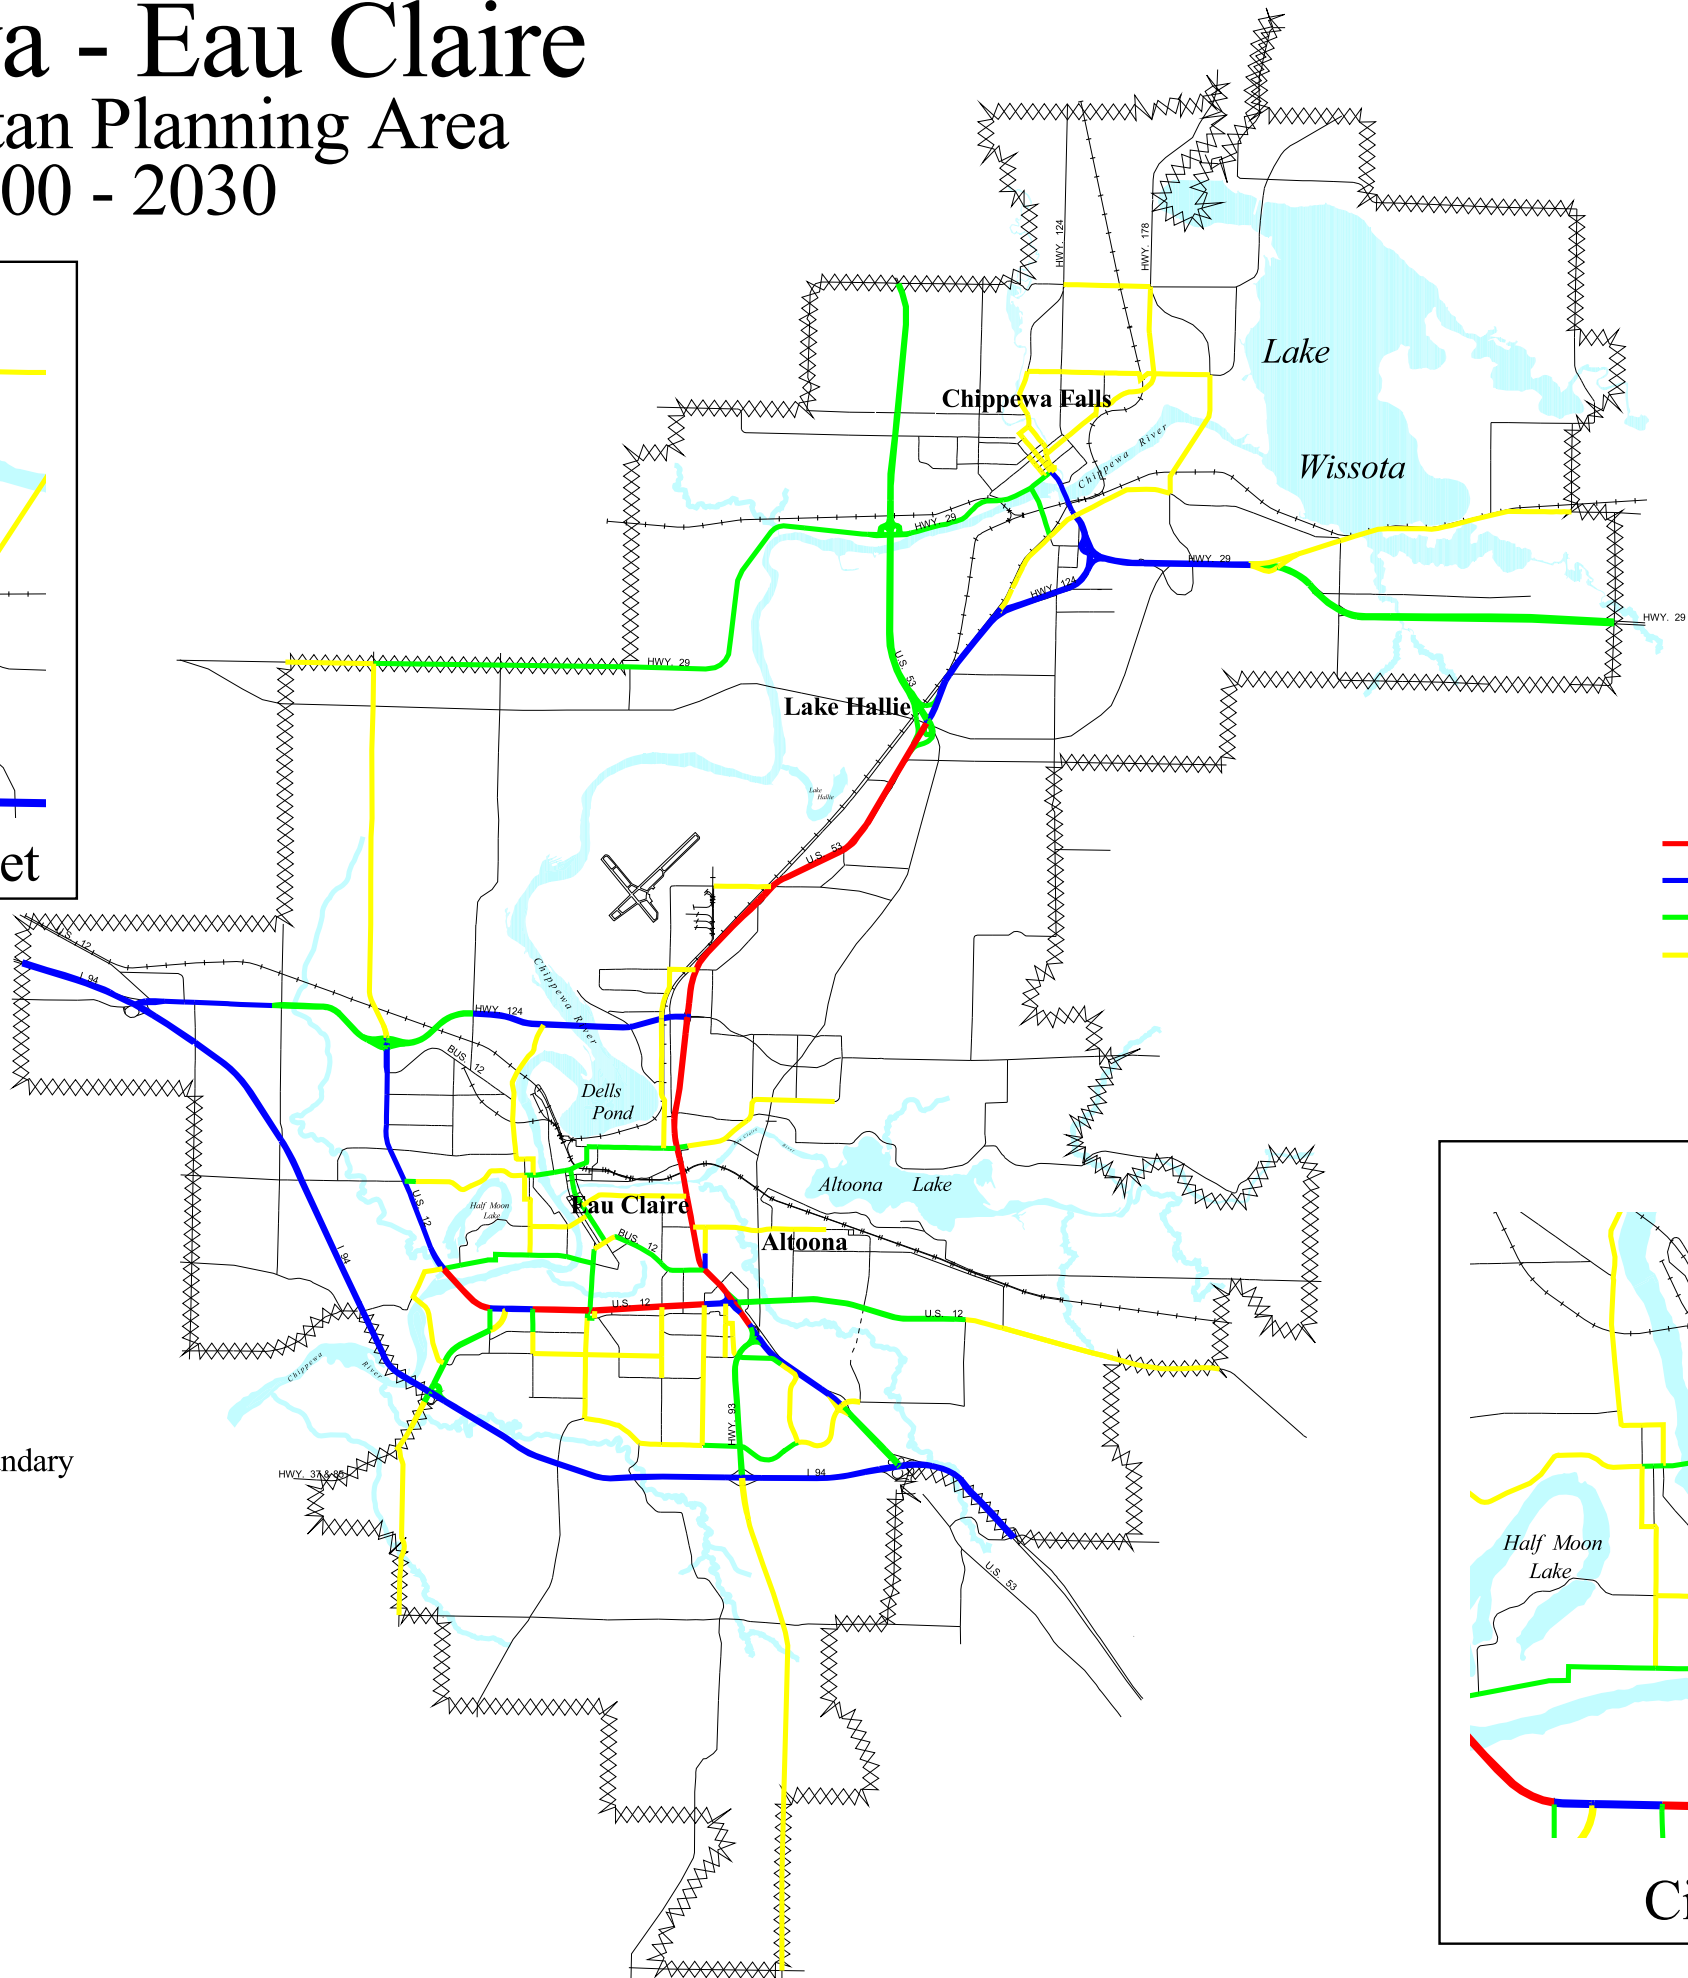 va - Eau Claire
tan Planning Area
00 - 2030
HWY. 124
HWY. 178
Lake
Chippewa Falls
Chippewa River
Wissota
HWY. 29
HWY. 29
HWY. 124
HWY. 29
HWY. 29
U.S. 53
Lake Hallie
Lake
Hallie
U.S. 53
et
U.S. 12
I 94
Chippewa River
HWY. 124
BUS. 12
Dells
Pond
River
Altoona Lake
U.S. 12
Half Moon
Lake
Eau Claire
BUS. 12
Altoona
I 94
U.S. 12
U.S. 12
Chippewa
River
HWY. 93
ndary
HWY. 37 & 85
I 94
U.S. 53
Half Moon
Lake
Ci